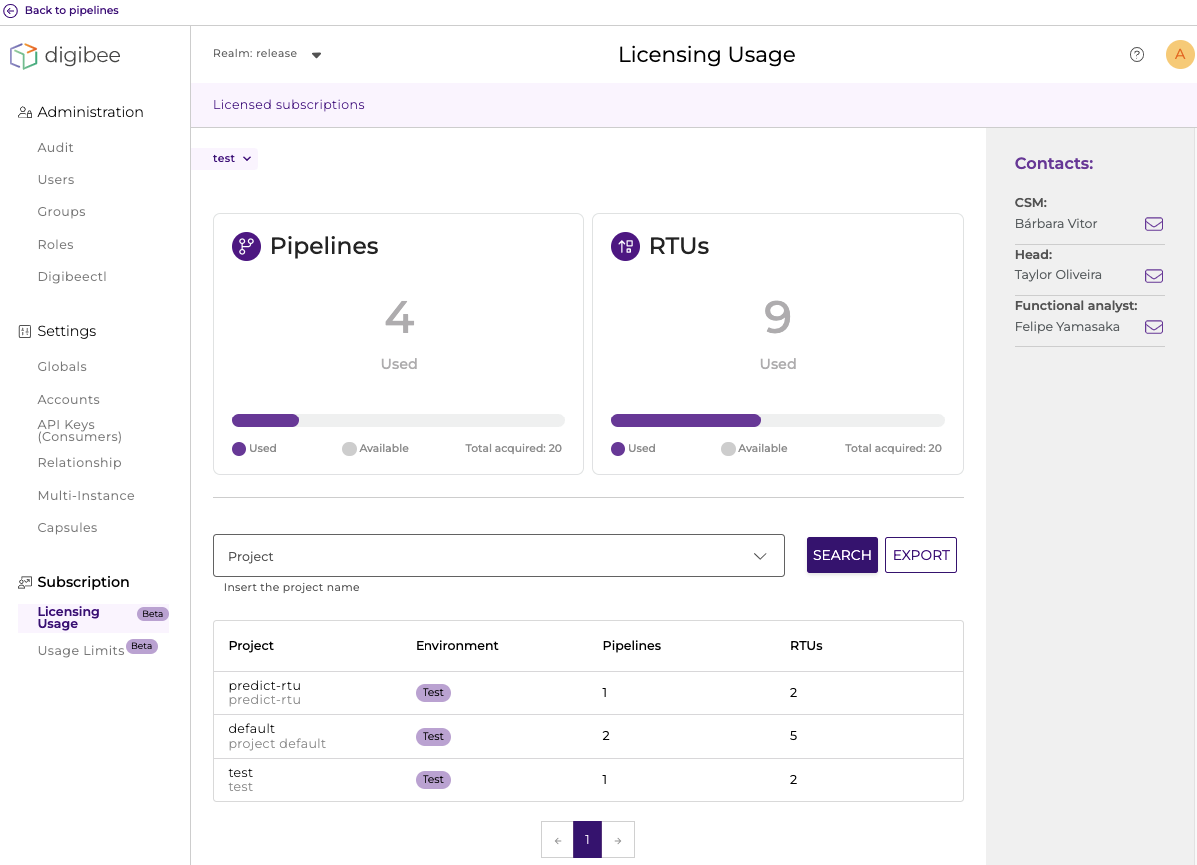 Back to pipelines
digibee
Realm: release
Licensing Usage
?
A
Licensed subscriptions
Administration
Audit
Users
Groups
Roles
Digibeectl
Settings
Globals
Accounts
API Keys
(Consumers)
Relationship
Multi-Instance
Capsules
Subscription
Licensing
Usage
Beta
Usage Limits
Beta
test
Pipelines
4
Used
Used
Available
Total acquired: 20
RTUs
9
Used
Used
Available
Total acquired: 20
Project
Insert the project name
SEARCH
EXPORT
Project Environment Pipelines RTUs
predict-rtu
predict-rtu
Test
1
2
default
project default
Test
2
5
test
test
Test
1
2
← 1 →
Contacts:
CSM:
Bárbara Vitor
Head:
Taylor Oliveira
Functional analyst:
Felipe Yamasaka